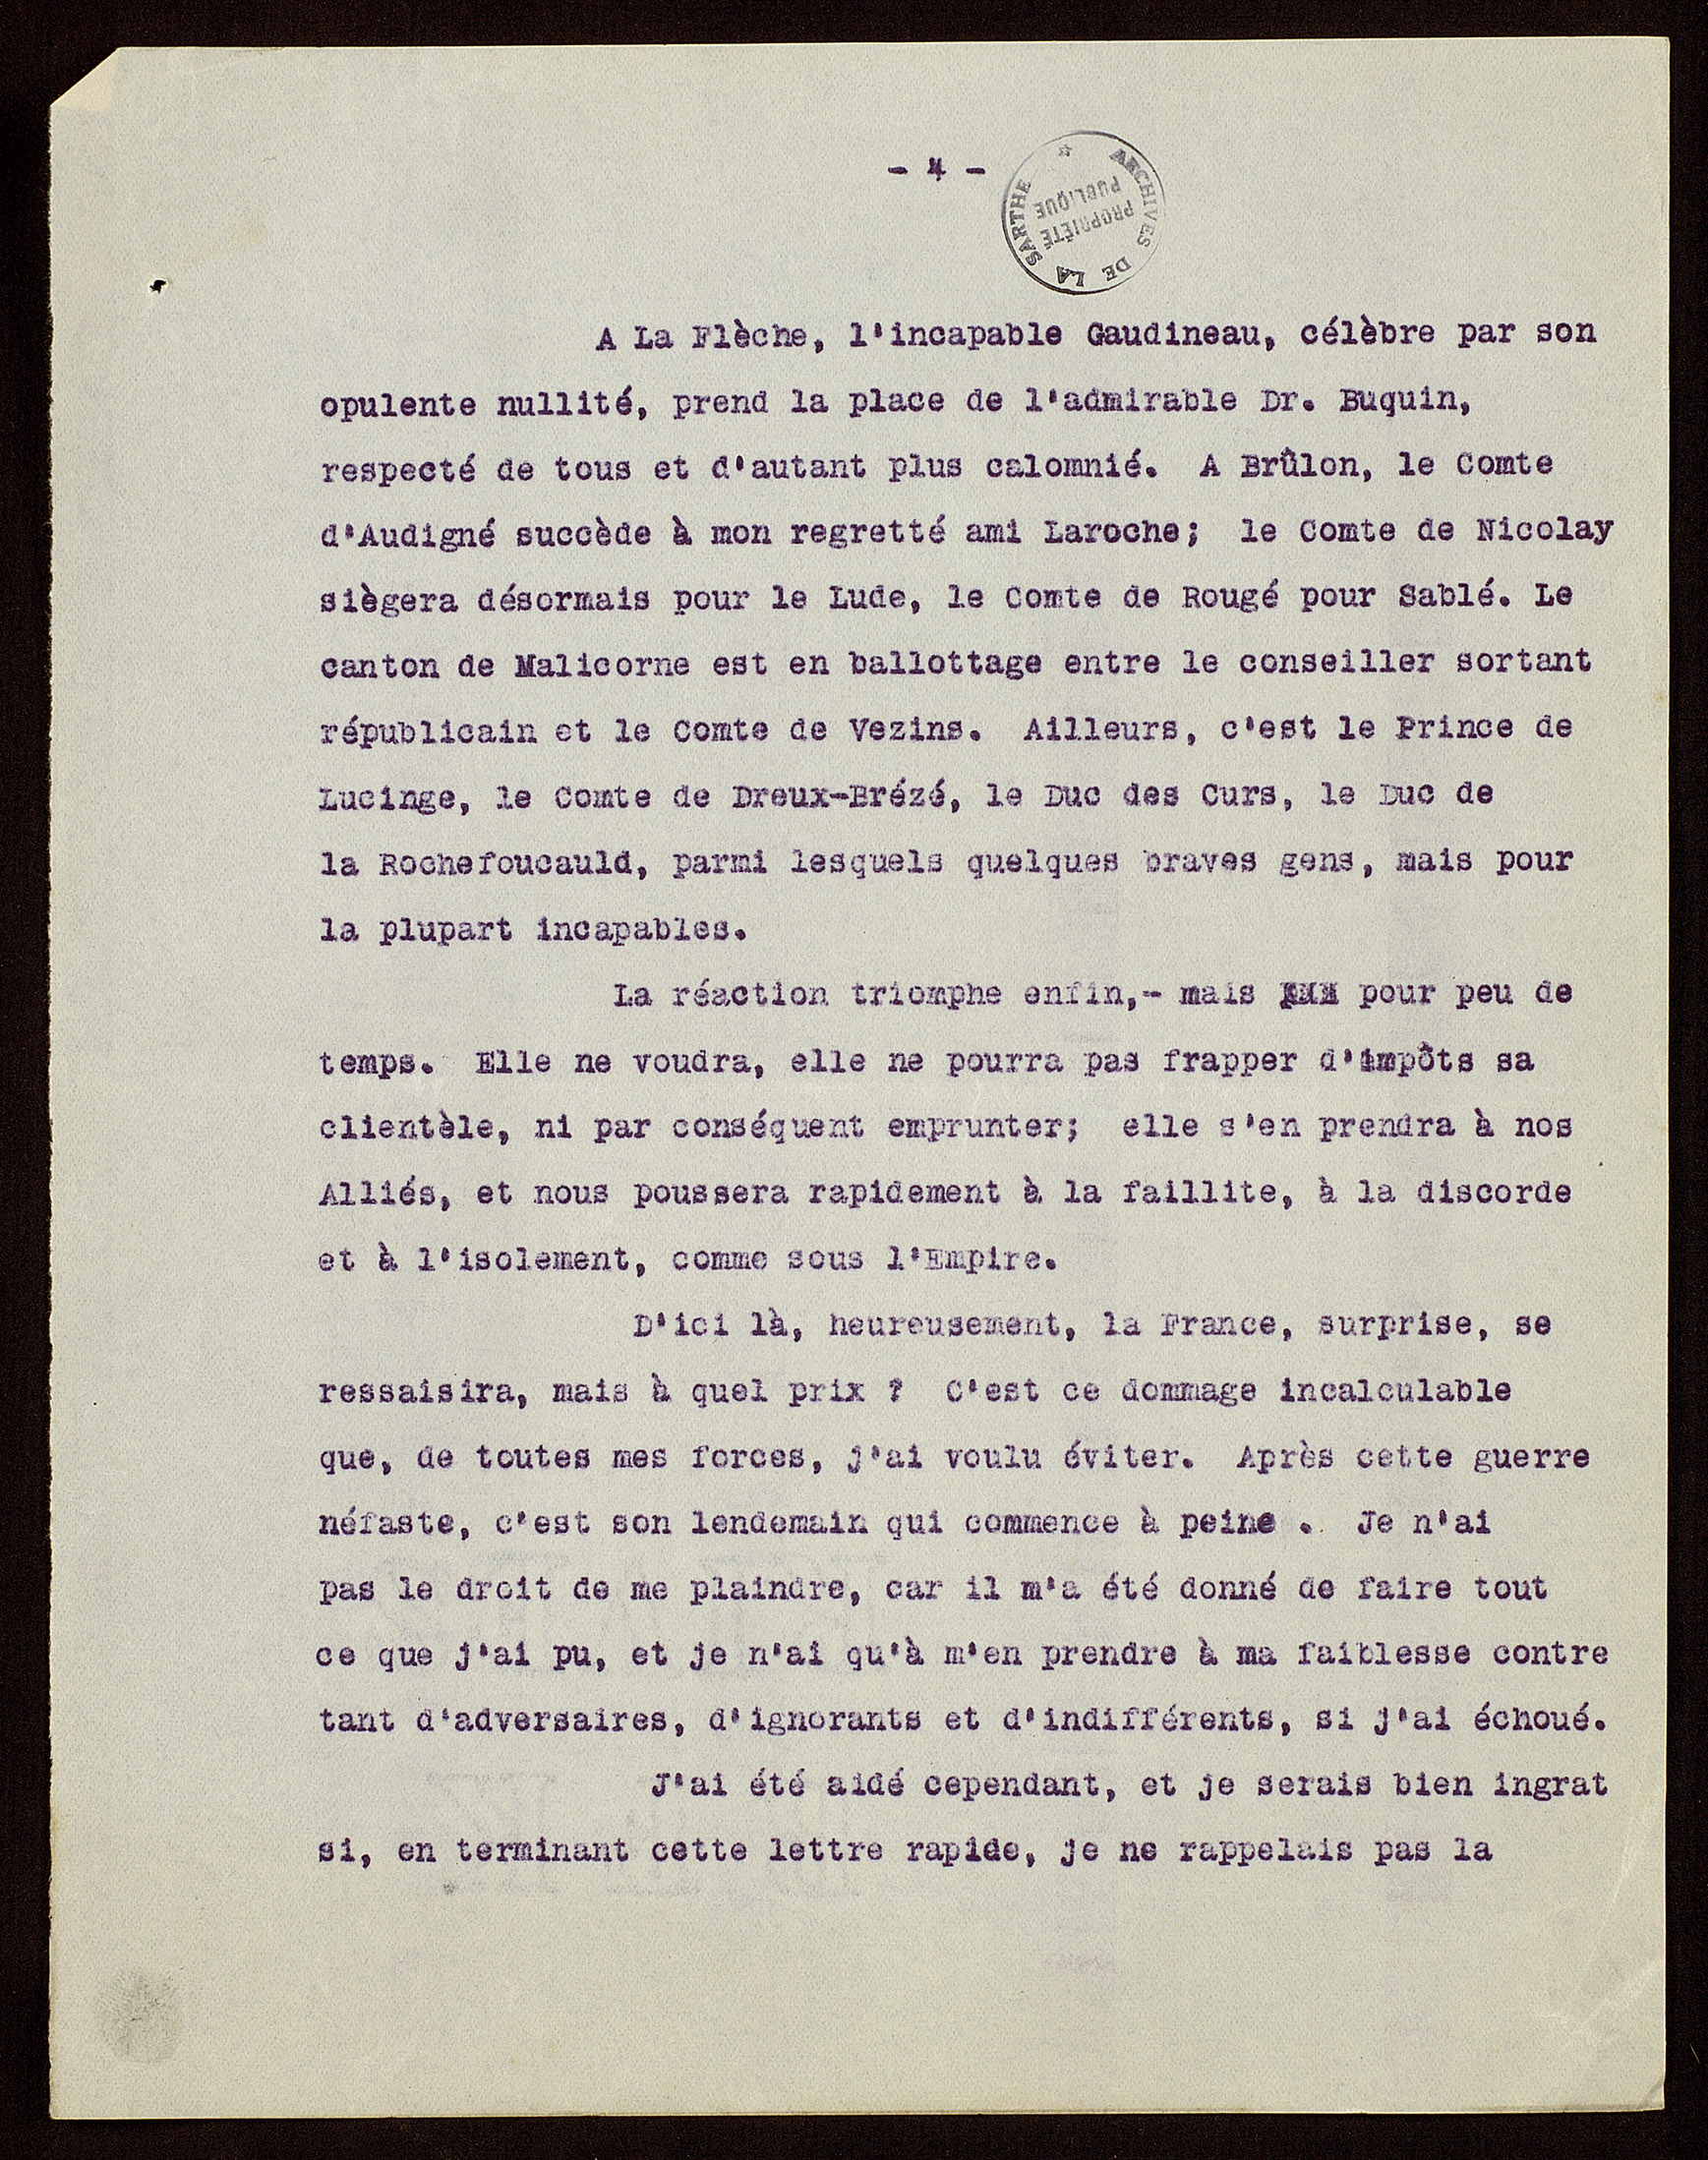 - 4 -
ARCHIVES DE LA SARTHE
PROPRIÉTÉ
PUBLIQUE
A La Flèche, l'incapable Gaudineau, célèbre par son
opulente nullité, prend la place de l'admirable Dr. Buquin,
respecté de tous et d'autant plus calomnié. A Brûlon, le Comte
d'Audigné succède à mon regretté ami Laroche; le Comte de Nicolay
siègera désormais pour le Lude, le Comte de Rougé pour Sablé. Le
canton de Malicorne est en ballottage entre le conseiller sortant
républicain et le Comte de Vezins. Ailleurs, c'est le Prince de
Lucinge, le Comte de Dreux-Brézé, le Duc des Curs, le Duc de
la Rochefoucauld, parmi lesquels quelques braves gens, mais pour
la plupart incapables.
La réaction triomphe enfin,- mais pour peu de
temps. Elle ne voudra, elle ne pourra pas frapper d'impôts sa
clientèle, ni par conséquent emprunter; elle s'en prendra à nos
Alliés, et nous poussera rapidement à la faillite, à la discorde
et à l'isolement, comme sous l'Empire.
D'ici là, heureusement, la France, surprise, se
ressaisira, mais à quel prix ? C'est ce dommage incalculable
que, de toutes mes forces, j'ai voulu éviter. Après cette guerre
néfaste, c'est son lendemain qui commence à peine . Je n'ai
pas le droit de me plaindre, car il m'a été donné de faire tout
ce que j'ai pu, et je n'ai qu'à m'en prendre à ma faiblesse contre
tant d'adversaires, d'ignorants et d'indifférents, si j'ai échoué.
J'ai été aidé cependant, et je serais bien ingrat
si, en terminant cette lettre rapide, je ne rappelais pas la